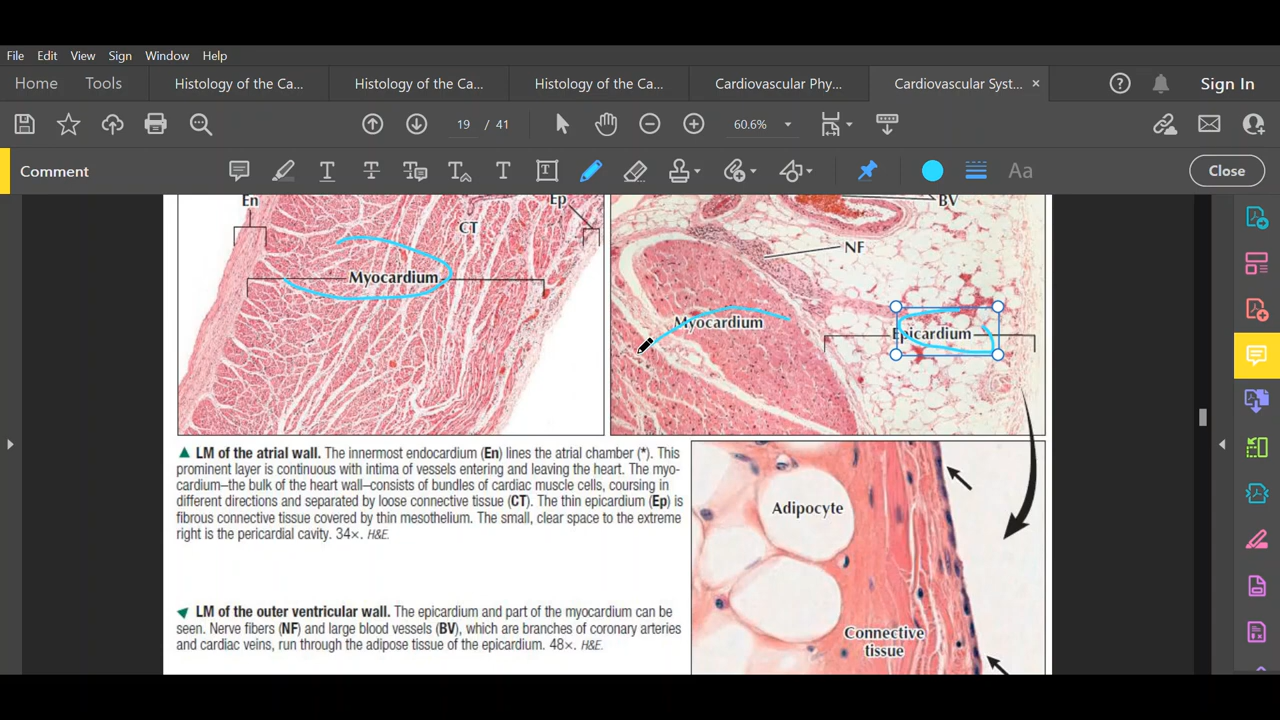 File Edit View Sign Window Help
Home Tools Histology of the Ca... Histology of the Ca... Histology of the Ca... Cardiovascular Phy... Cardiovascular Syst... × Sign In
19 / 41 60.6%
Comment Aa Close
En Ep CT Myocardium
BV NF Myocardium Epicardium
▲ LM of the atrial wall. The innermost endocardium (En) lines the atrial chamber (*). This
prominent layer is continuous with intima of vessels entering and leaving the heart. The myo-
cardium–the bulk of the heart wall–consists of bundles of cardiac muscle cells, coursing in
different directions and separated by loose connective tissue (CT). The thin epicardium (Ep) is
fibrous connective tissue covered by thin mesothelium. The small, clear space to the extreme
right is the pericardial cavity. 34×. H&E.
LM of the outer ventricular wall. The epicardium and part of the myocardium can be
seen. Nerve fibers (NF) and large blood vessels (BV), which are branches of coronary arteries
and cardiac veins, run through the adipose tissue of the epicardium. 48×. H&E.
Adipocyte
Connective
tissue